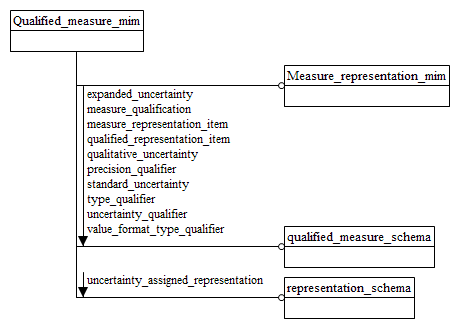 Qualified_measure_mim
Measure_representation_mim
expanded_uncertainty
measure_qualification
measure_representation_item
qualified_representation_item
qualitative_uncertainty
precision_qualifier
standard_uncertainty
type_qualifier
uncertainty_qualifier
value_format_type_qualifier
qualified_measure_schema
uncertainty_assigned_representation
representation_schema